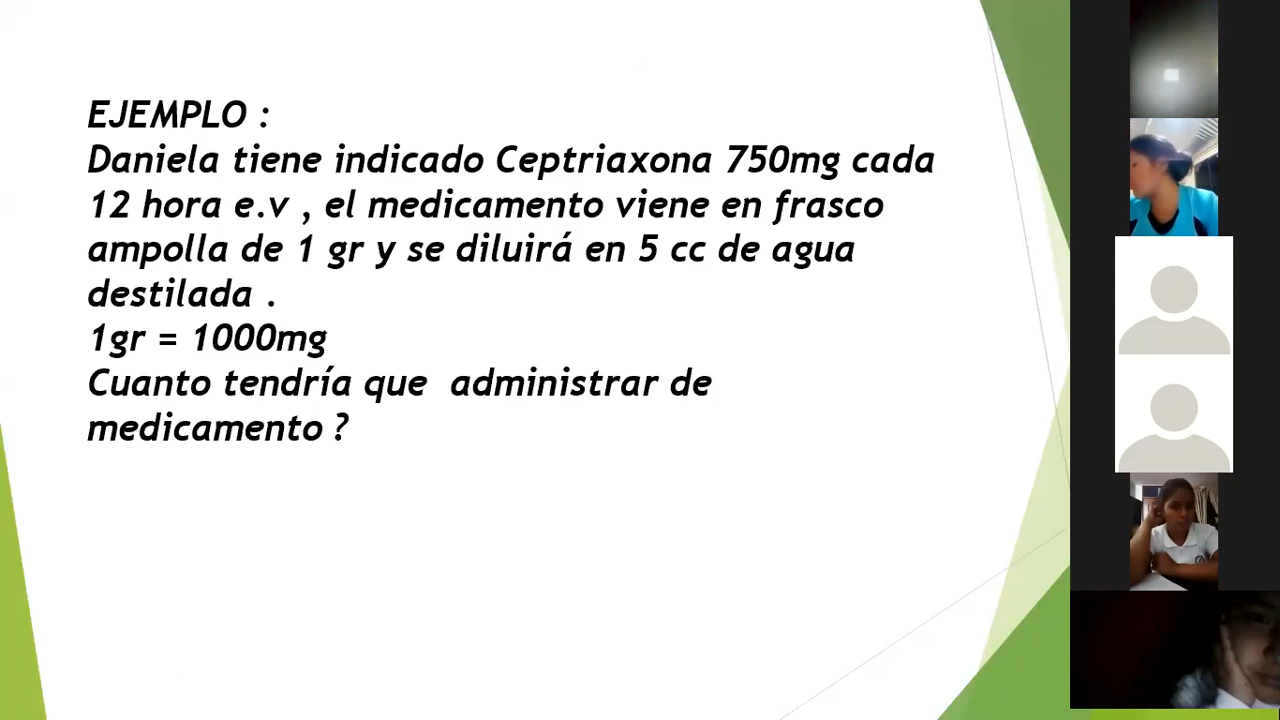 EJEMPLO :
Daniela tiene indicado Ceptriaxona 750mg cada
12 hora e.v , el medicamento viene en frasco
ampolla de 1 gr y se diluirá en 5 cc de agua
destilada .
1gr = 1000mg
Cuanto tendría que administrar de
medicamento ?